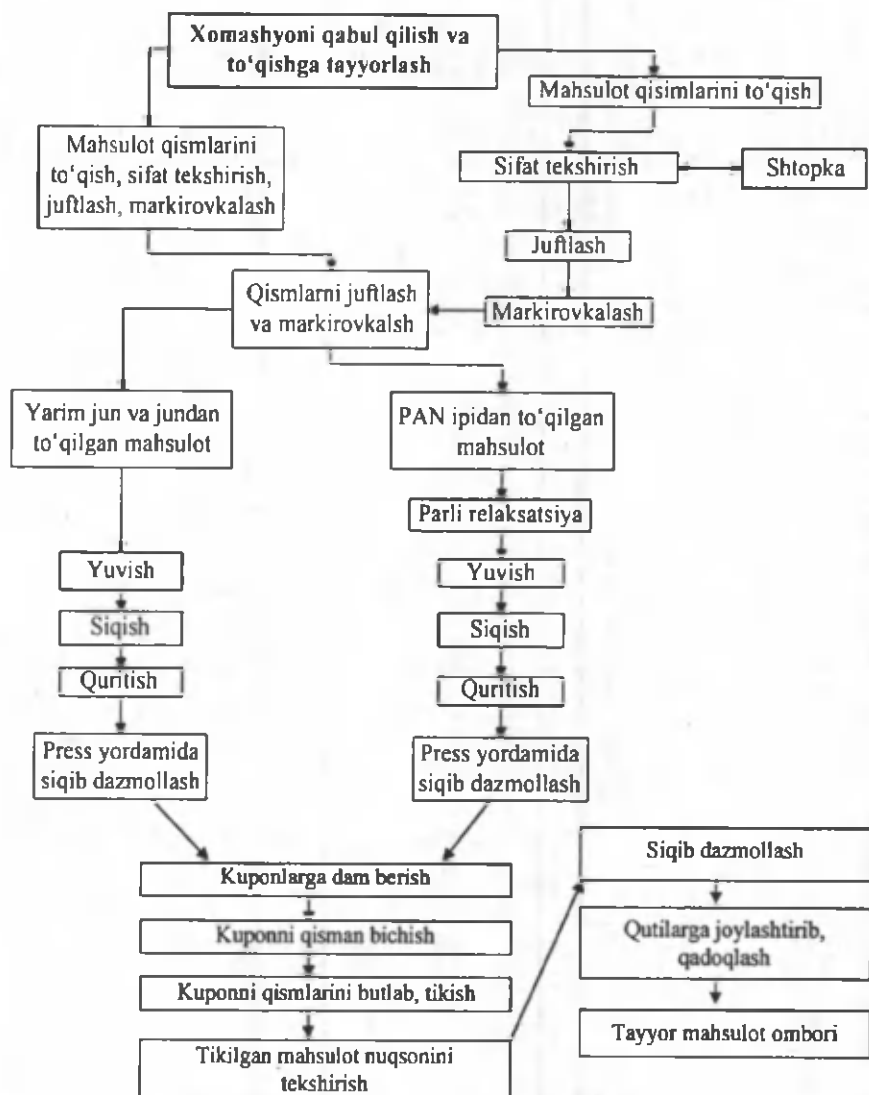 Xomashyoni qabul qilish va
to‘qishga tayyorlash
Mahsulot qisimlarini to‘qish
Mahsulot qismlarini
to‘qish, sifat tekshirish,
juftlash, markirovkalash
Sifat tekshirish
Shtopka
Juftlash
Qismlarni juftlash
va markirovkalsh
Markirovkalash
Yarim jun va jundan
to‘qilgan mahsulot
PAN ipidan to‘qilgan
mahsulot
Parli relaksatsiya
Yuvish
Yuvish
Siqish
Siqish
Quritish
Quritish
Press yordamida
siqib dazmollash
Press yordamida
siqib dazmollash
Kuponlarga dam berish
Kuponni qisman bichish
Kuponni qismlarini butlab, tikish
Tikilgan mahsulot nuqsonini
tekshirish
Siqib dazmollash
Qutilarga joylashtirib,
qadoqlash
Tayyor mahsulot ombori